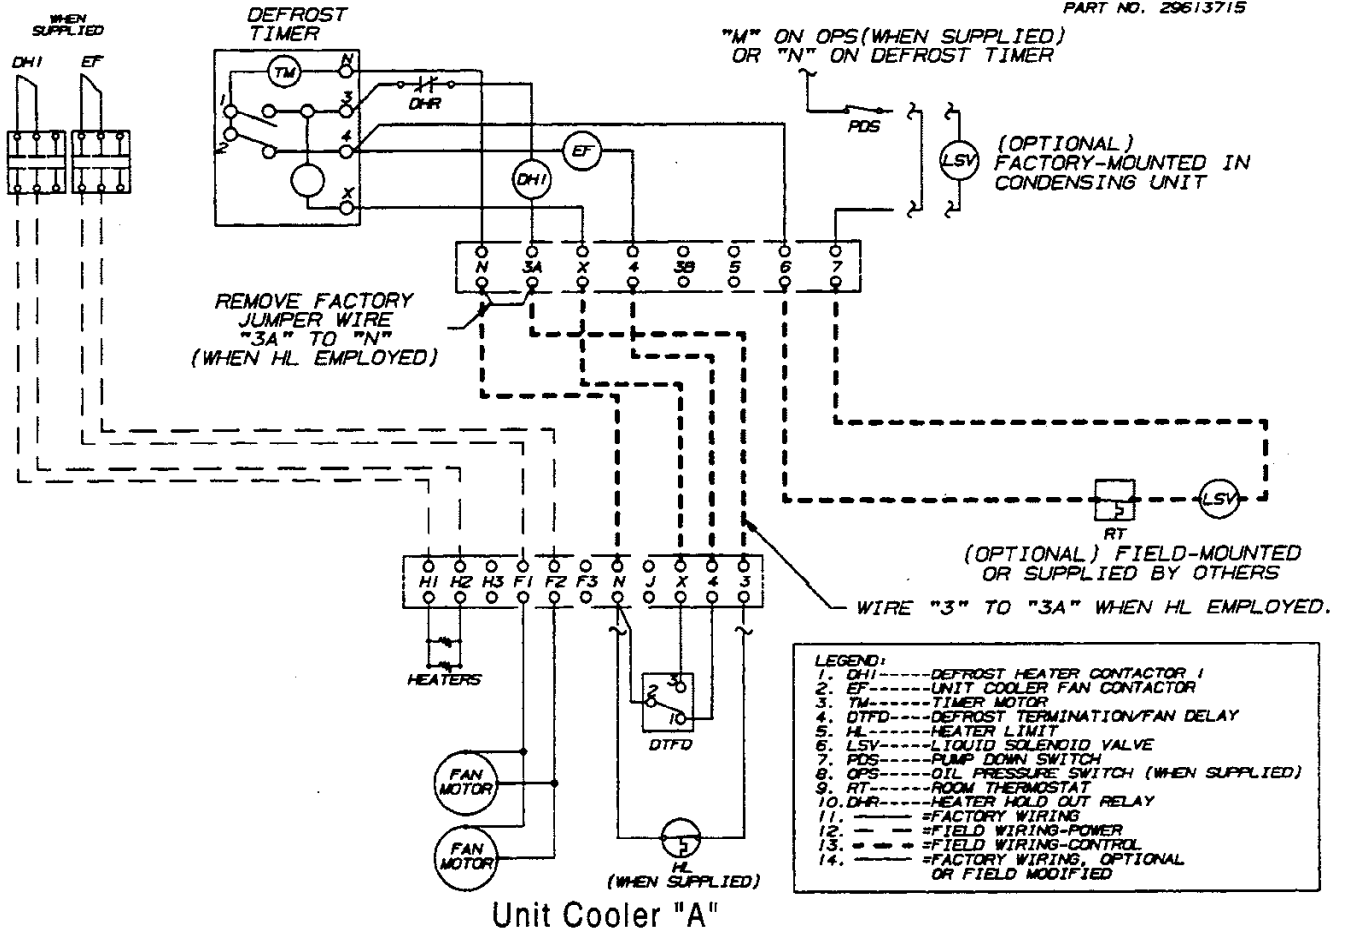 PART NO. 29613715
WHEN
SUPPLIED
DEFROST
TIMER
"M" ON OPS (WHEN SUPPLIED)
OR "N" ON DEFROST TIMER
DH1
EF
TM
N
1
3
DHR
2
4
X
EF
DH1
PDS
LSV
(OPTIONAL)
FACTORY-MOUNTED IN
CONDENSING UNIT
N 3A X 4 3B 5 6 7
REMOVE FACTORY
JUMPER WIRE
"3A" TO "N"
(WHEN HL EMPLOYED)
LSV
RT
(OPTIONAL) FIELD-MOUNTED
OR SUPPLIED BY OTHERS
H1 H2 H3 F1 F2 F3 N J X 4 3
WIRE "3" TO "3A" WHEN HL EMPLOYED.
HEATERS
3
2
1
DTFD
FAN
MOTOR
FAN
MOTOR
HL
(WHEN SUPPLIED)
LEGEND:
1. DH1-----DEFROST HEATER CONTACTOR 1
2. EF------UNIT COOLER FAN CONTACTOR
3. TM------TIMER MOTOR
4. DTFD----DEFROST TERMINATION/FAN DELAY
5. HL------HEATER LIMIT
6. LSV-----LIQUID SOLENOID VALVE
7. PDS-----PUMP DOWN SWITCH
8. OPS-----OIL PRESSURE SWITCH (WHEN SUPPLIED)
9. RT------ROOM THERMOSTAT
10. DHR-----HEATER HOLD OUT RELAY
11. =FACTORY WIRING
12. =FIELD WIRING-POWER
13. =FIELD WIRING-CONTROL
14. =FACTORY WIRING, OPTIONAL
OR FIELD MODIFIED
Unit Cooler "A"